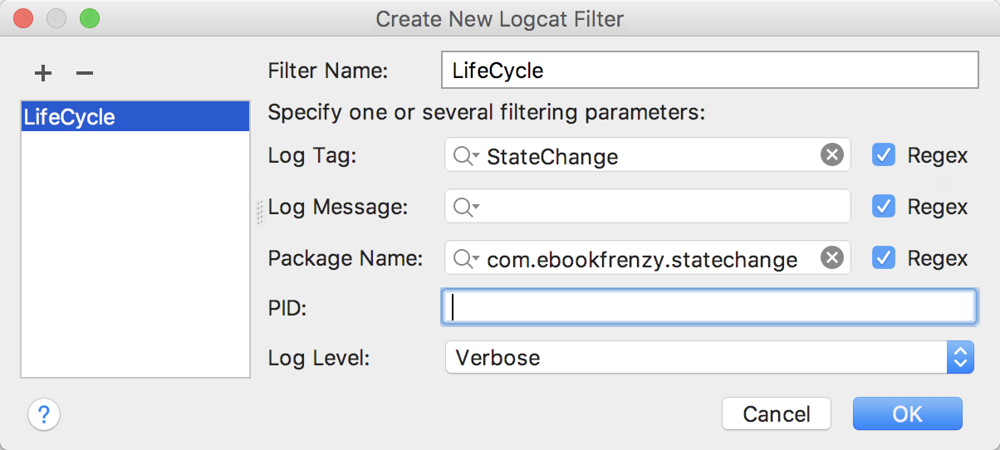 Create New Logcat Filter
+ −
LifeCycle
Filter Name: LifeCycle
Specify one or several filtering parameters:
Log Tag: StateChange Regex
Log Message: Regex
Package Name: com.ebookfrenzy.statechange Regex
PID:
Log Level: Verbose
? Cancel OK